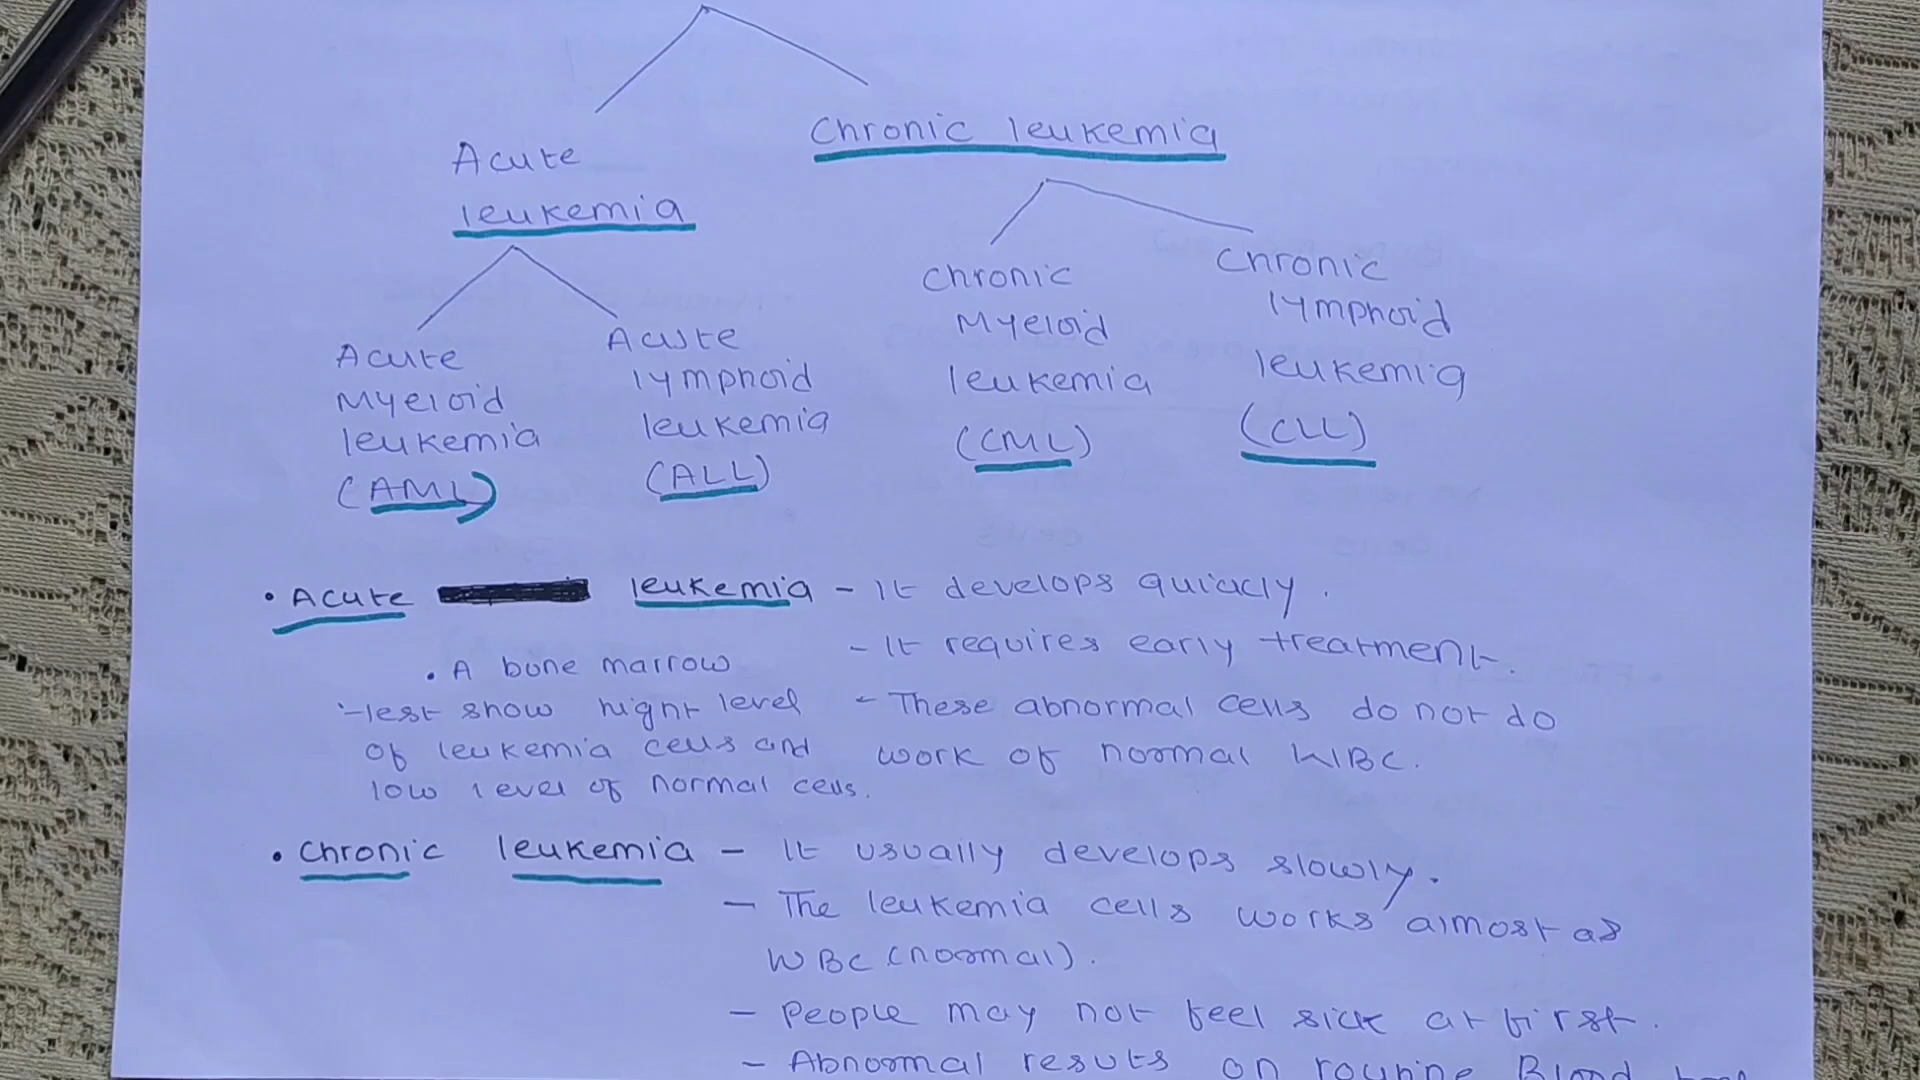 Acute
leukemia
Chronic leukemia
Acute
Myeloid
leukemia
(AML)
Acute
lymphoid
leukemia
(ALL)
Chronic
Myeloid
leukemia
(CML)
Chronic
lymphoid
leukemia
(CLL)
• Acute leukemia - It develops quickly.
- It requires early treatment.
- These abnormal cells do not do
work of normal WBC.
• A bone marrow
test show hight level
of leukemia cells and
low level of normal cells.
• Chronic leukemia - It usually develops slowly.
- The leukemia cells works almost as
WBC (normal).
- People may not feel sick at first.
- Abnormal resuts on routine Blood